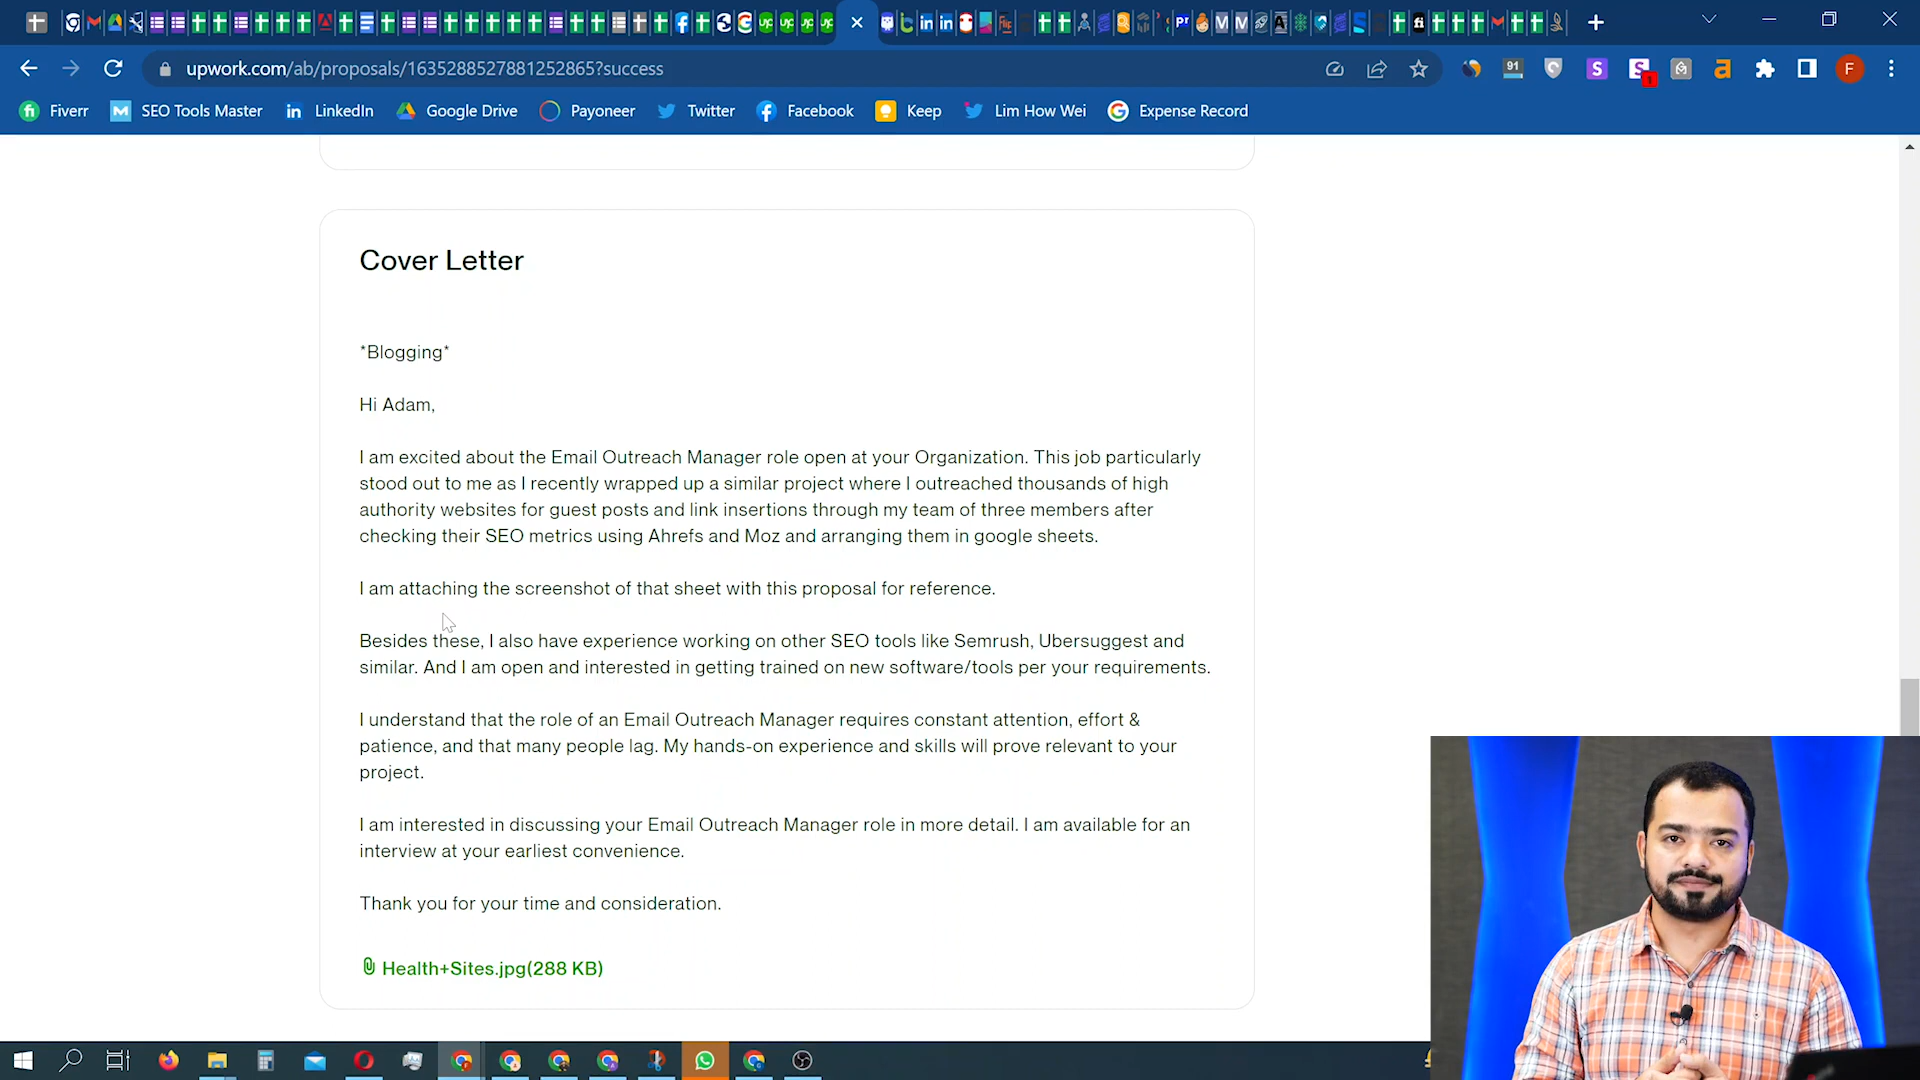 upwork.com/ab/proposals/1635288527881252865?success
91
F
Fiverr
SEO Tools Master
LinkedIn
Google Drive
Payoneer
Twitter
Facebook
Keep
Lim How Wei
Expense Record
Cover Letter
*Blogging*
Hi Adam,
I am excited about the Email Outreach Manager role open at your Organization. This job particularly
stood out to me as I recently wrapped up a similar project where I outreached thousands of high
authority websites for guest posts and link insertions through my team of three members after
checking their SEO metrics using Ahrefs and Moz and arranging them in google sheets.
I am attaching the screenshot of that sheet with this proposal for reference.
Besides these, I also have experience working on other SEO tools like Semrush, Ubersuggest and
similar. And I am open and interested in getting trained on new software/tools per your requirements.
I understand that the role of an Email Outreach Manager requires constant attention, effort &
patience, and that many people lag. My hands-on experience and skills will prove relevant to your
project.
I am interested in discussing your Email Outreach Manager role in more detail. I am available for an
interview at your earliest convenience.
Thank you for your time and consideration.
Health+Sites.jpg(288 KB)